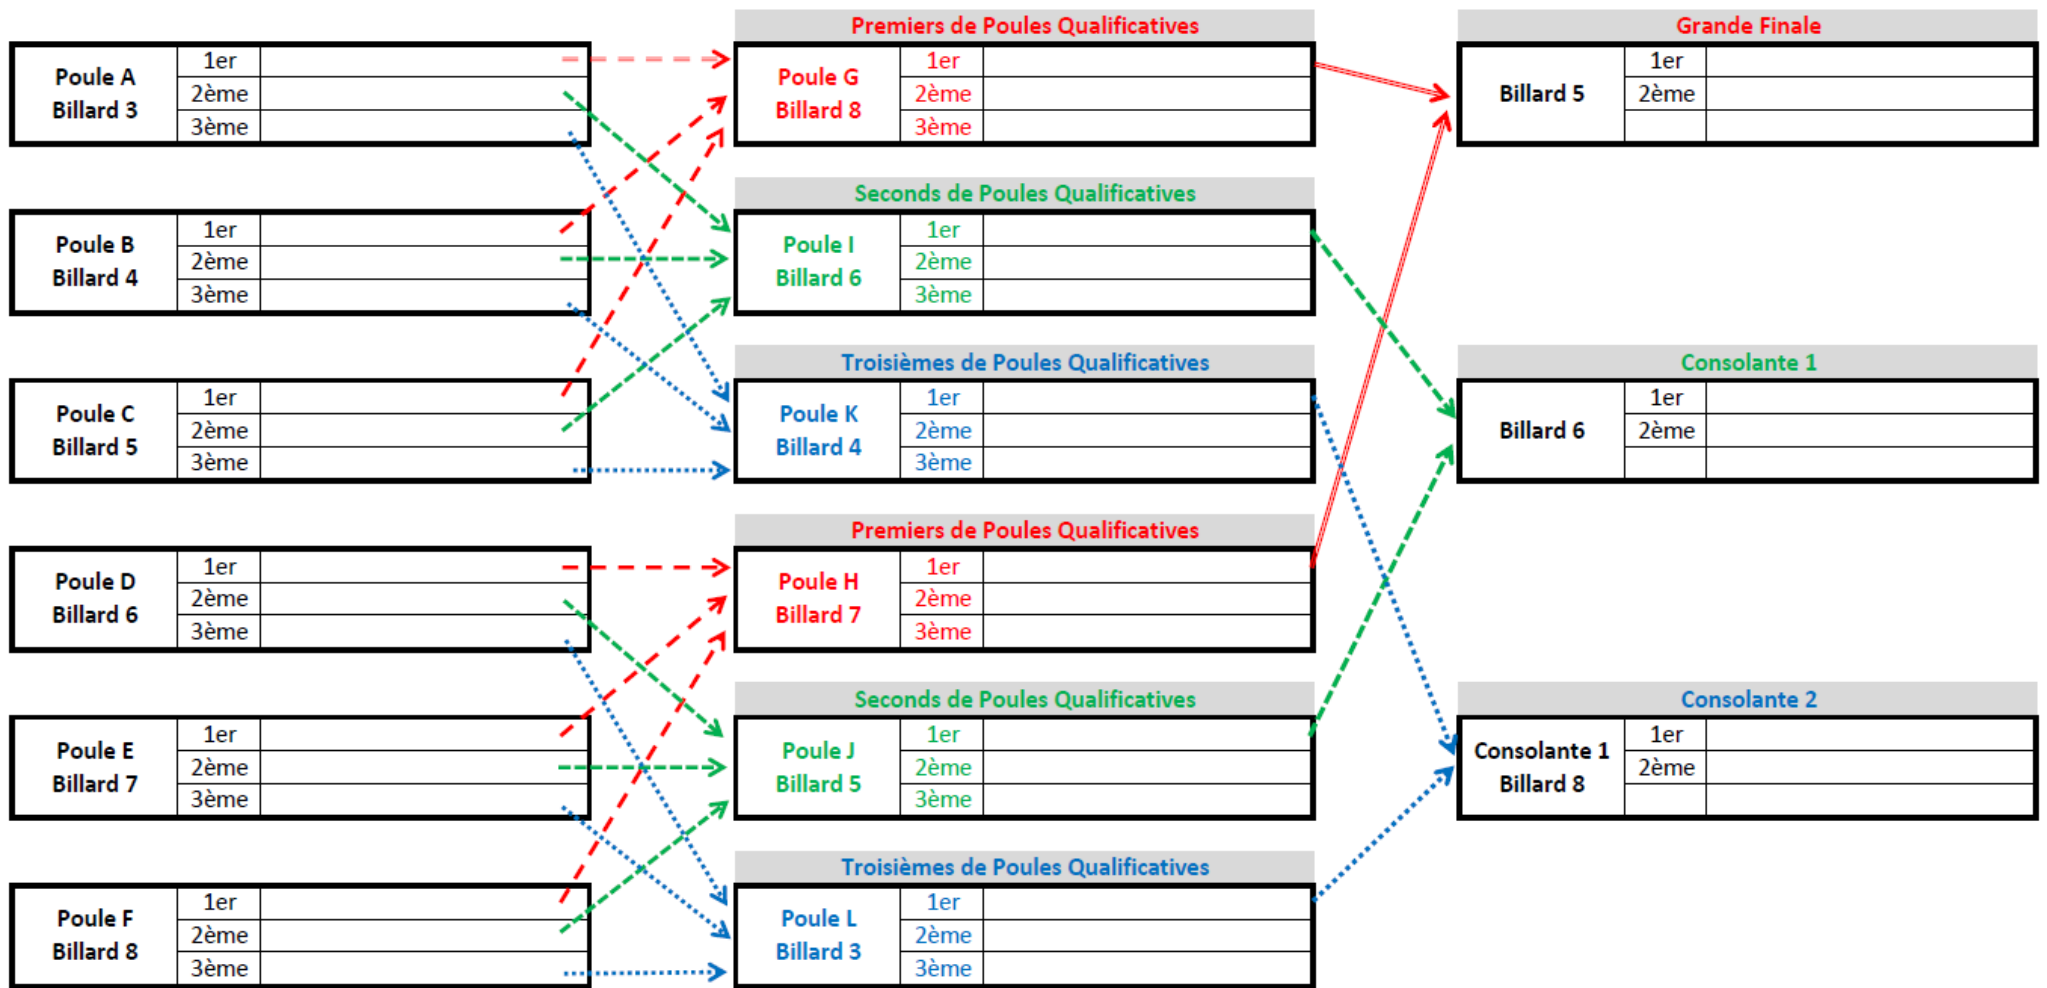 Premiers de Poules Qualificatives
Grande Finale
Poule A
Billard 3
1er
2ème
3ème
Poule G
Billard 8
1er
2ème
3ème
Billard 5
1er
2ème
Seconds de Poules Qualificatives
Poule B
Billard 4
1er
2ème
3ème
Poule I
Billard 6
1er
2ème
3ème
Troisièmes de Poules Qualificatives
Consolante 1
Poule C
Billard 5
1er
2ème
3ème
Poule K
Billard 4
1er
2ème
3ème
Billard 6
1er
2ème
Premiers de Poules Qualificatives
Poule D
Billard 6
1er
2ème
3ème
Poule H
Billard 7
1er
2ème
3ème
Seconds de Poules Qualificatives
Consolante 2
Poule E
Billard 7
1er
2ème
3ème
Poule J
Billard 5
1er
2ème
3ème
Consolante 1
Billard 8
1er
2ème
Troisièmes de Poules Qualificatives
Poule F
Billard 8
1er
2ème
3ème
Poule L
Billard 3
1er
2ème
3ème